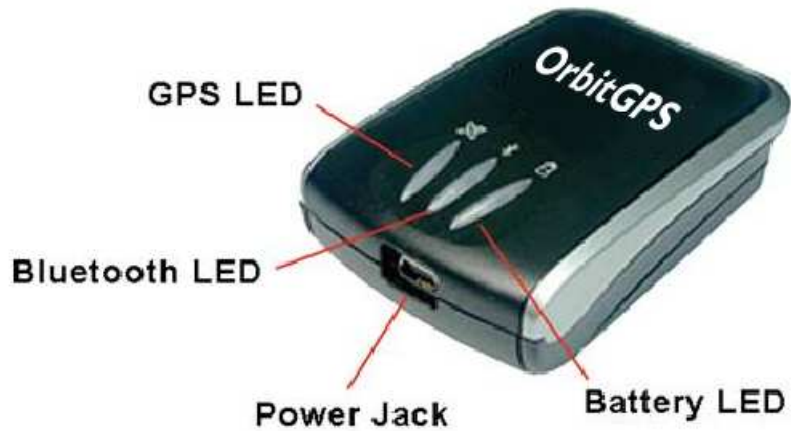 OrbitGPS
GPS LED
Bluetooth LED
Power Jack
Battery LED